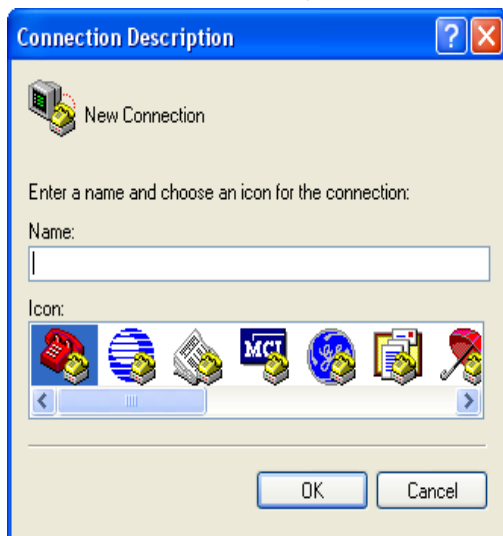 Connection Description
New Connection
Enter a name and choose an icon for the connection:
Name:
Icon:
MCI
OK
Cancel